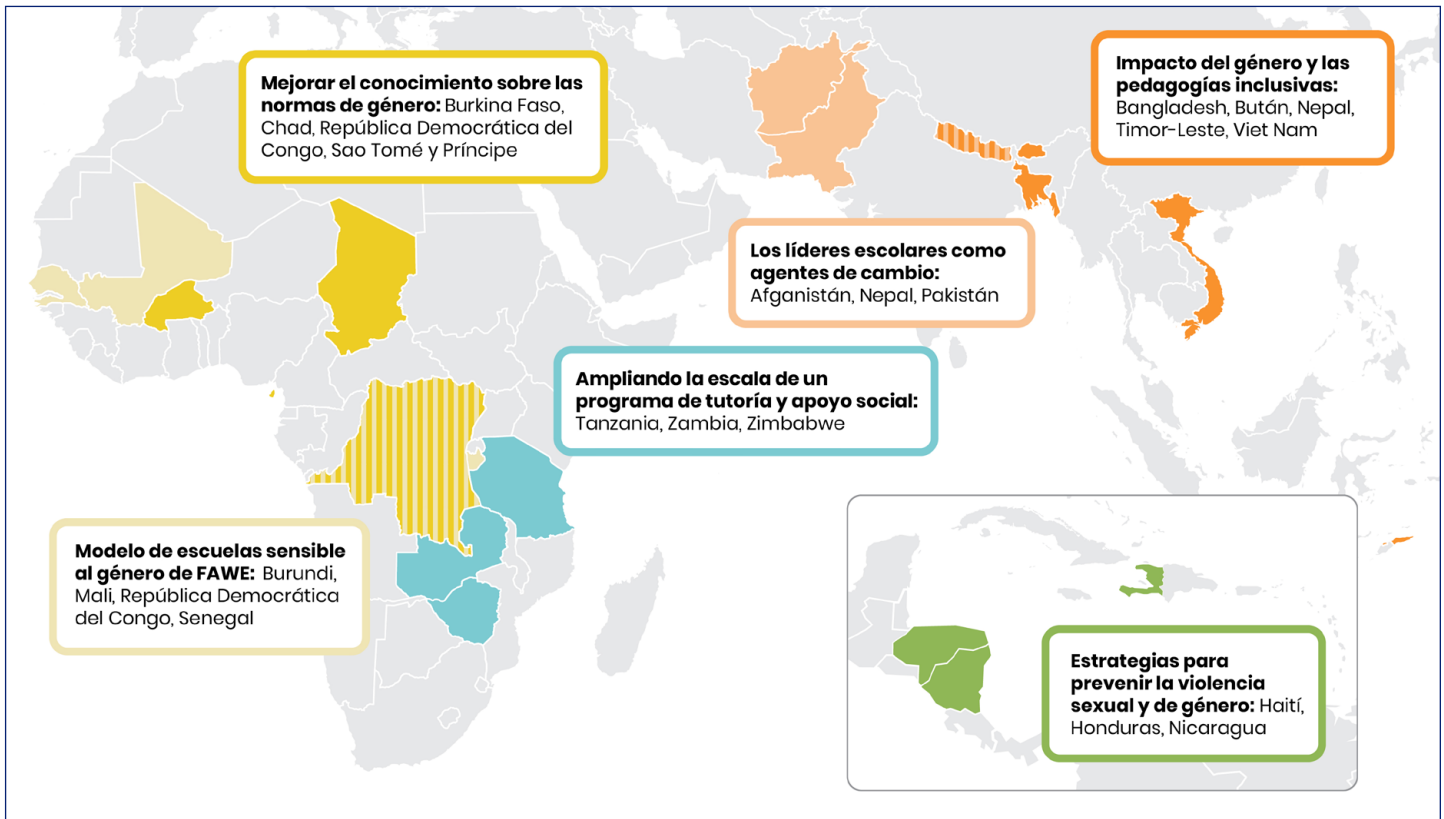 Mejorar el conocimiento sobre las
normas de género: Burkina Faso,
Chad, República Democrática del
Congo, Sao Tomé y Príncipe
Impacto del género y las
pedagogías inclusivas:
Bangladesh, Bután, Nepal,
Timor-Leste, Viet Nam
Los líderes escolares como
agentes de cambio:
Afganistán, Nepal, Pakistán
Ampliando la escala de un
programa de tutoría y apoyo social:
Tanzania, Zambia, Zimbabwe
Modelo de escuelas sensible
al género de FAWE: Burundi,
Mali, República Democrática
del Congo, Senegal
Estrategias para
prevenir la violencia
sexual y de género: Haití,
Honduras, Nicaragua